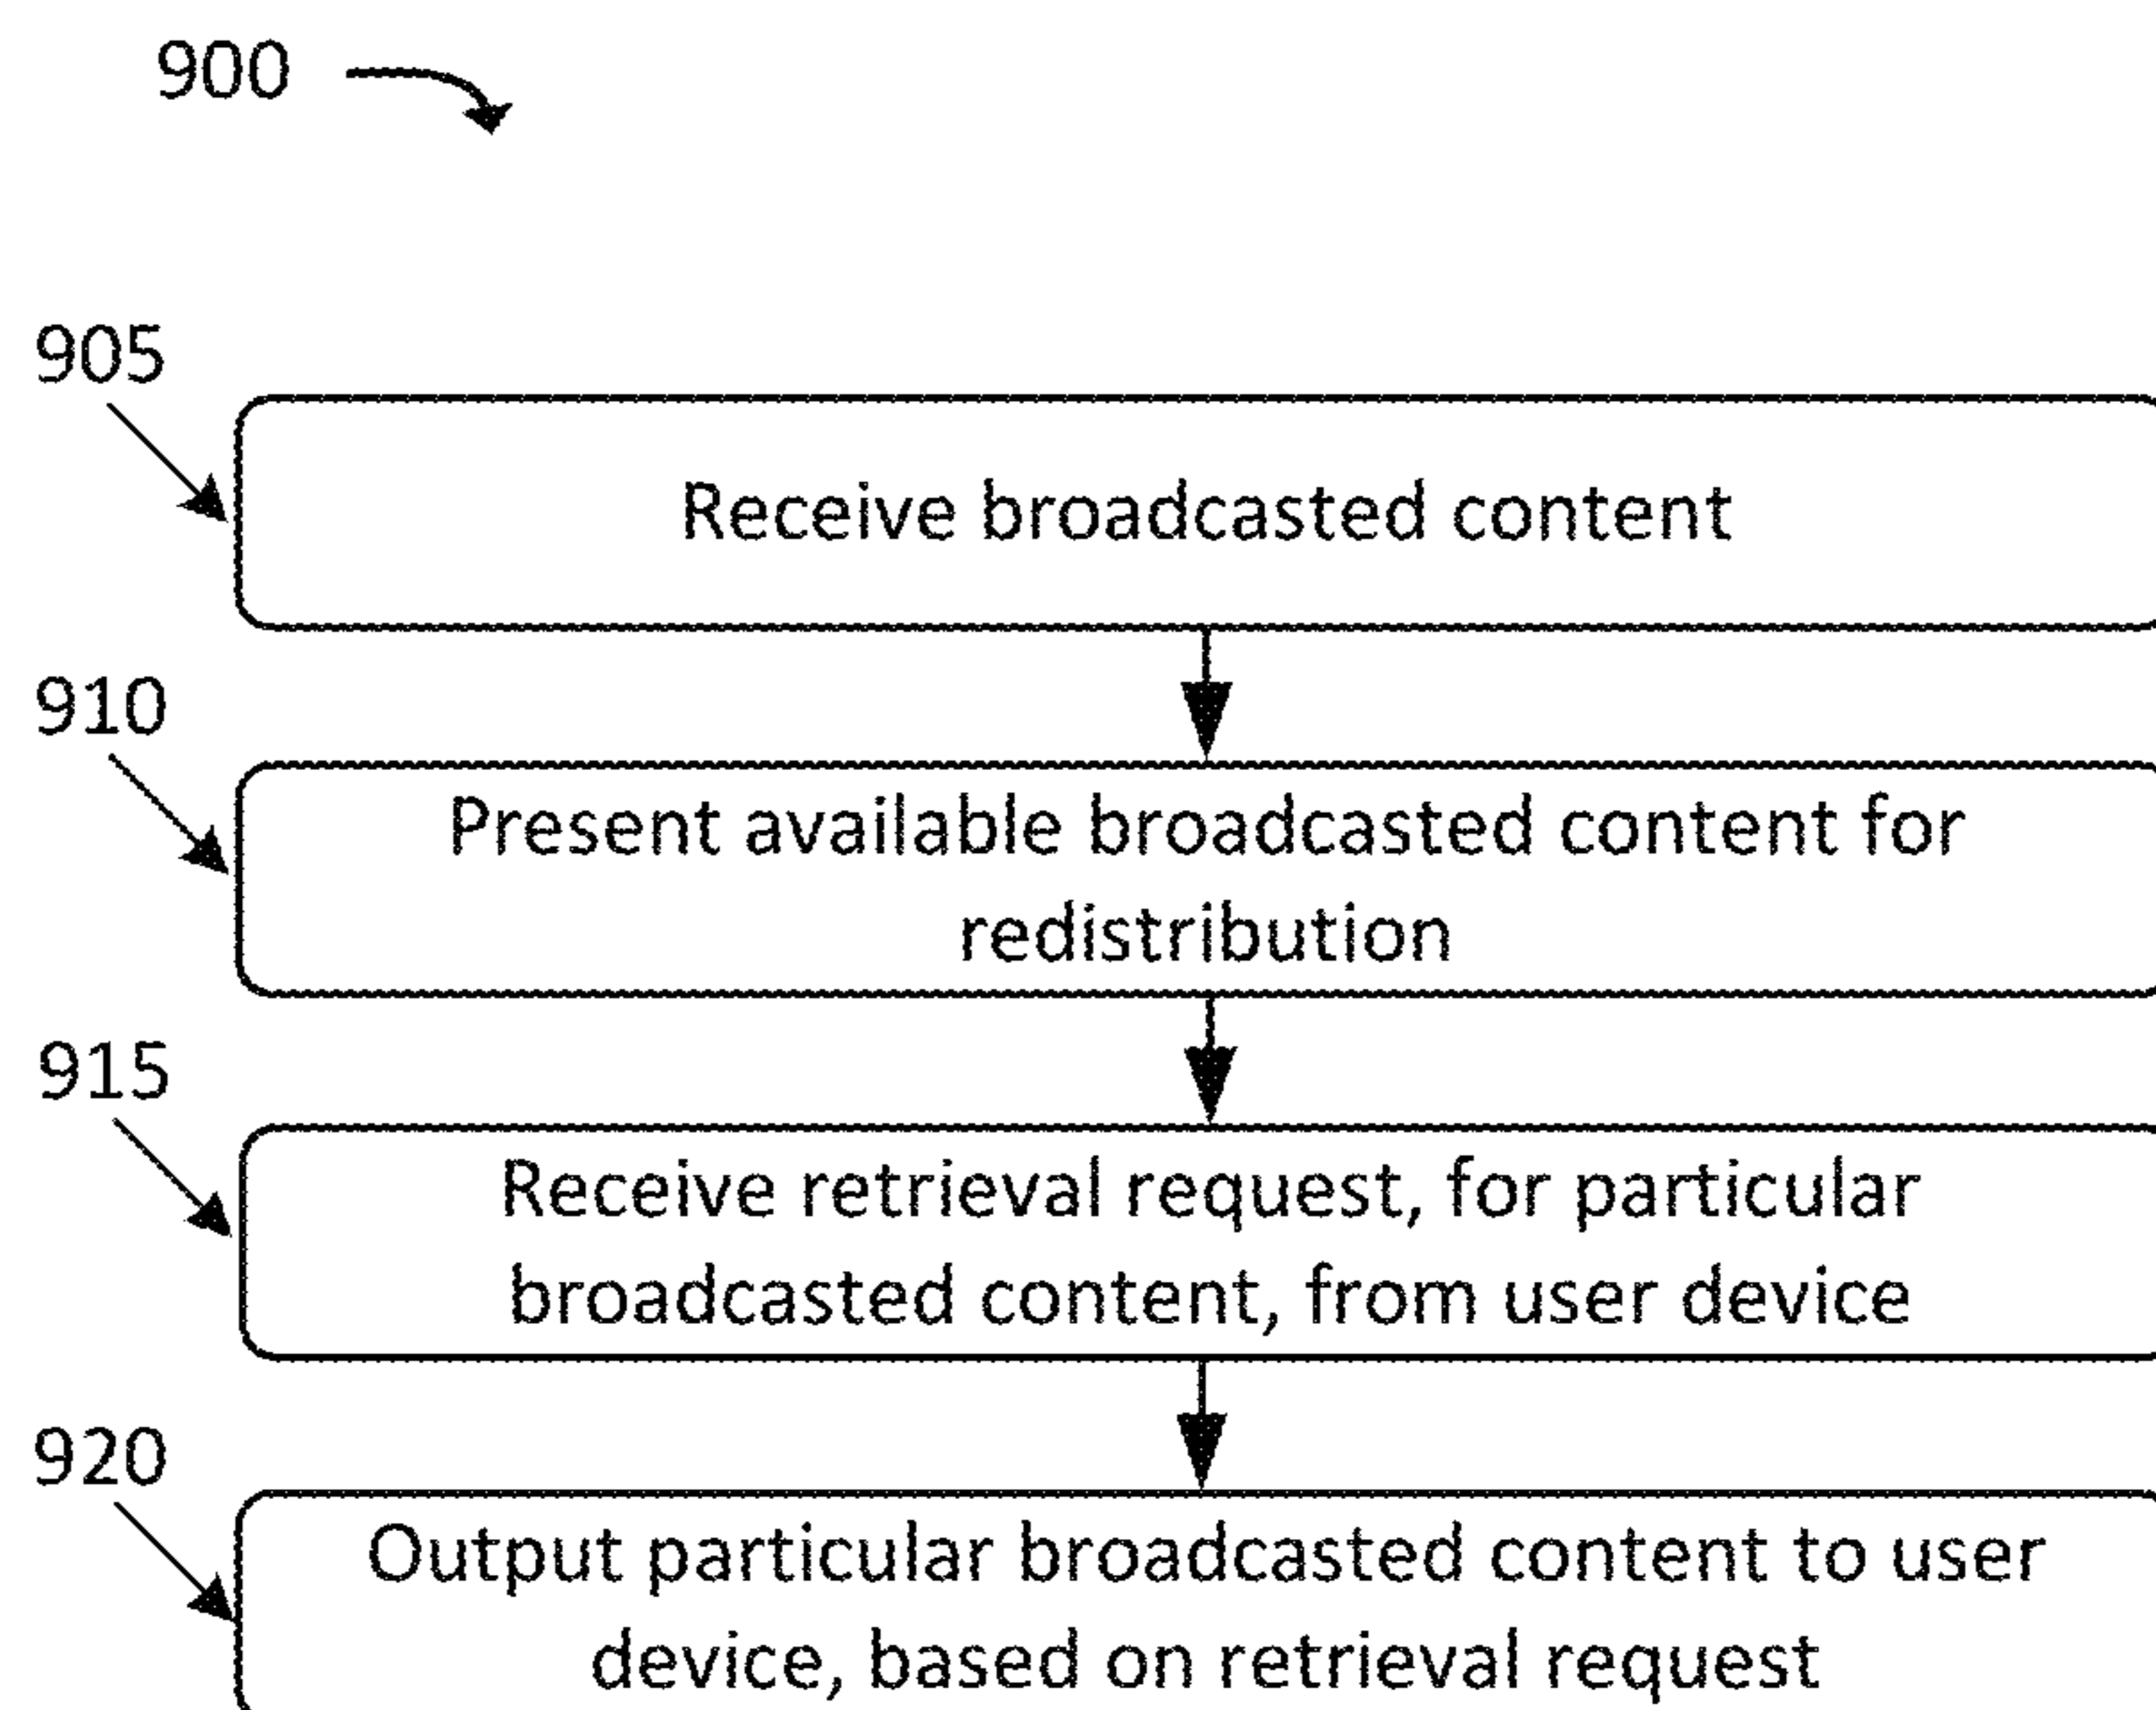 900
905
Receive broadcasted content
910
Present available broadcasted content for
redistribution
915
Receive retrieval request, for particular
broadcasted content, from user device
920
Output particular broadcasted content to user
device, based on retrieval request